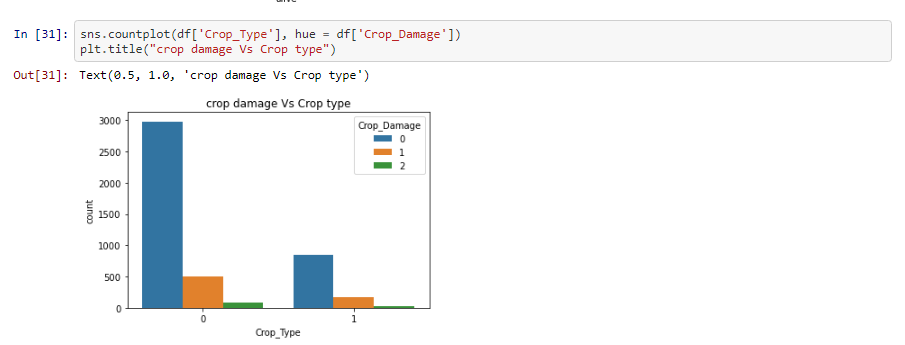 In [31]: sns.countplot(df['Crop_Type'], hue = df['Crop_Damage'])
plt.title("crop damage Vs Crop type")
Out[31]: Text(0.5, 1.0, 'crop damage Vs Crop type')
crop damage Vs Crop type
Crop_Damage
0
1
2
3000
2500
2000
1500
1000
500
0
count
0 1
Crop_Type